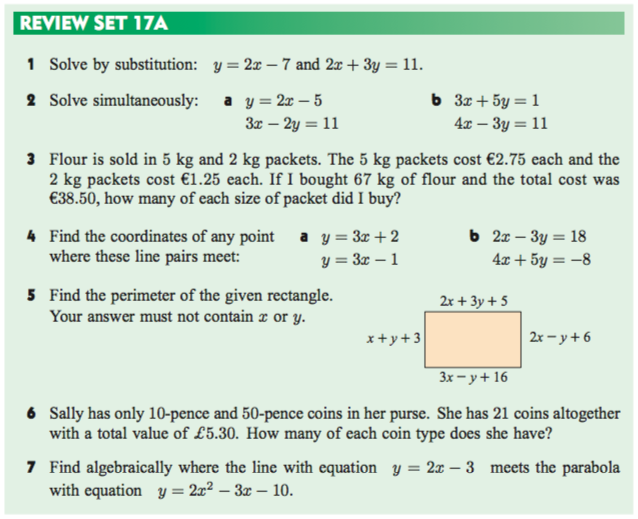 REVIEW SET 17A
1 Solve by substitution: y = 2x − 7 and 2x + 3y = 11.
2 Solve simultaneously: a y = 2x − 5 b 3x + 5y = 1
3x − 2y = 11 4x − 3y = 11
3 Flour is sold in 5 kg and 2 kg packets. The 5 kg packets cost €2.75 each and the
2 kg packets cost €1.25 each. If I bought 67 kg of flour and the total cost was
€38.50, how many of each size of packet did I buy?
4 Find the coordinates of any point a y = 3x + 2 b 2x − 3y = 18
where these line pairs meet: y = 3x − 1 4x + 5y = −8
5 Find the perimeter of the given rectangle.
Your answer must not contain x or y.
2x + 3y + 5
x + y + 3
2x − y + 6
3x − y + 16
6 Sally has only 10-pence and 50-pence coins in her purse. She has 21 coins altogether
with a total value of £5.30. How many of each coin type does she have?
7 Find algebraically where the line with equation y = 2x − 3 meets the parabola
with equation y = 2x² − 3x − 10.